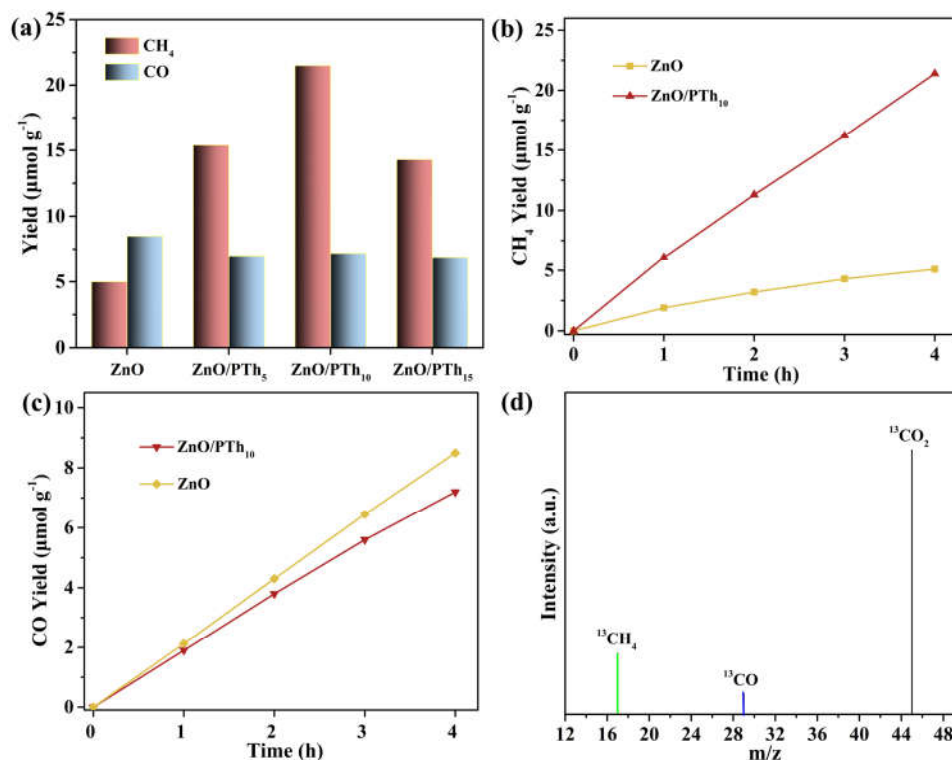 (a)
CH₄
CO
Yield (μmol g⁻¹)
25
20
15
10
5
0
ZnO ZnO/PTh₅ ZnO/PTh₁₀ ZnO/PTh₁₅
(b)
ZnO
ZnO/PTh₁₀
CH₄ Yield (μmol g⁻¹)
25
20
15
10
5
0
0 1 2 3 4
Time (h)
(c)
ZnO/PTh₁₀
ZnO
CO Yield (μmol g⁻¹)
10
8
6
4
2
0
0 1 2 3 4
Time (h)
(d)
¹³CO₂
¹³CH₄
¹³CO
Intensity (a.u.)
12 16 20 24 28 32 36 40 44 48
m/z